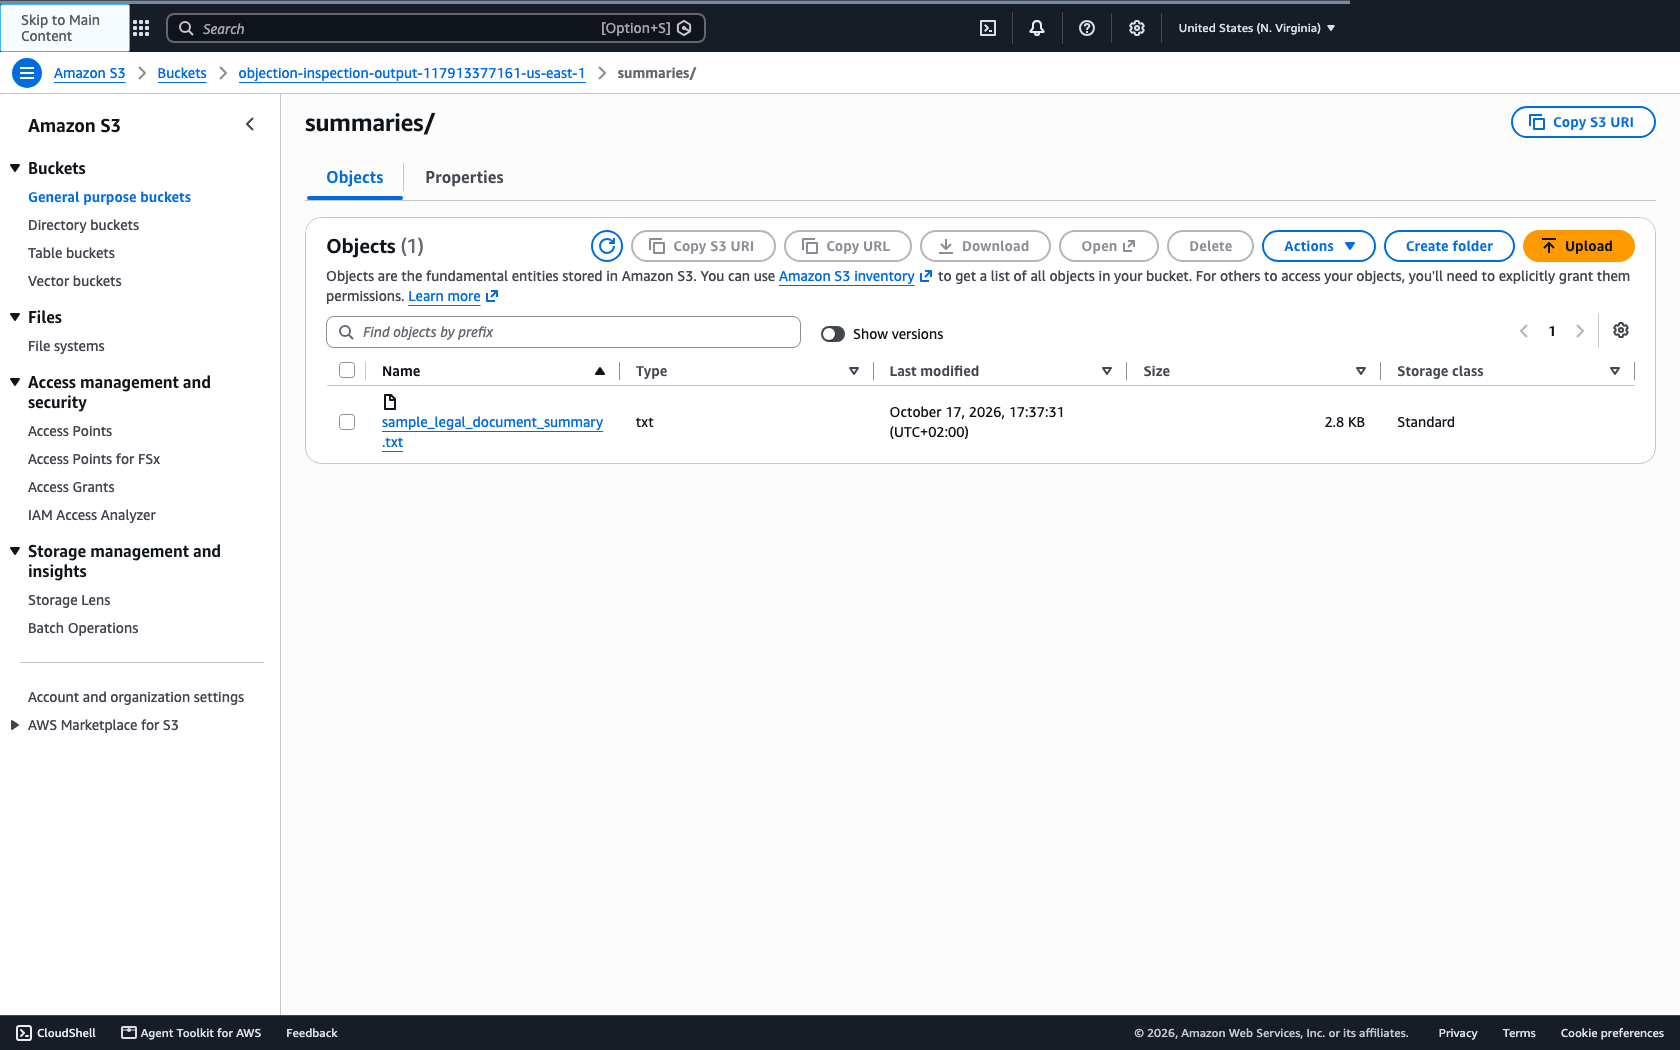 Skip to Main
Content
Search
[Option+S]
United States (N. Virginia)
Amazon S3
Buckets
objection-inspection-output-117913377161-us-east-1
summaries/
Amazon S3
Buckets
General purpose buckets
Directory buckets
Table buckets
Vector buckets
Files
File systems
Access management and
security
Access Points
Access Points for FSx
Access Grants
IAM Access Analyzer
Storage management and
insights
Storage Lens
Batch Operations
Account and organization settings
AWS Marketplace for S3
summaries/
Copy S3 URI
Objects
Properties
Objects (1)
Copy S3 URI
Copy URL
Download
Open
Delete
Actions
Create folder
Upload
Objects are the fundamental entities stored in Amazon S3. You can use Amazon S3 inventory to get a list of all objects in your bucket. For others to access your objects, you'll need to explicitly grant them
permissions. Learn more
Find objects by prefix
Show versions
1
Name
Type
Last modified
Size
Storage class
sample_legal_document_summary
.txt
txt
October 17, 2026, 17:37:31
(UTC+02:00)
2.8 KB
Standard
CloudShell
Agent Toolkit for AWS
Feedback
© 2026, Amazon Web Services, Inc. or its affiliates.
Privacy
Terms
Cookie preferences